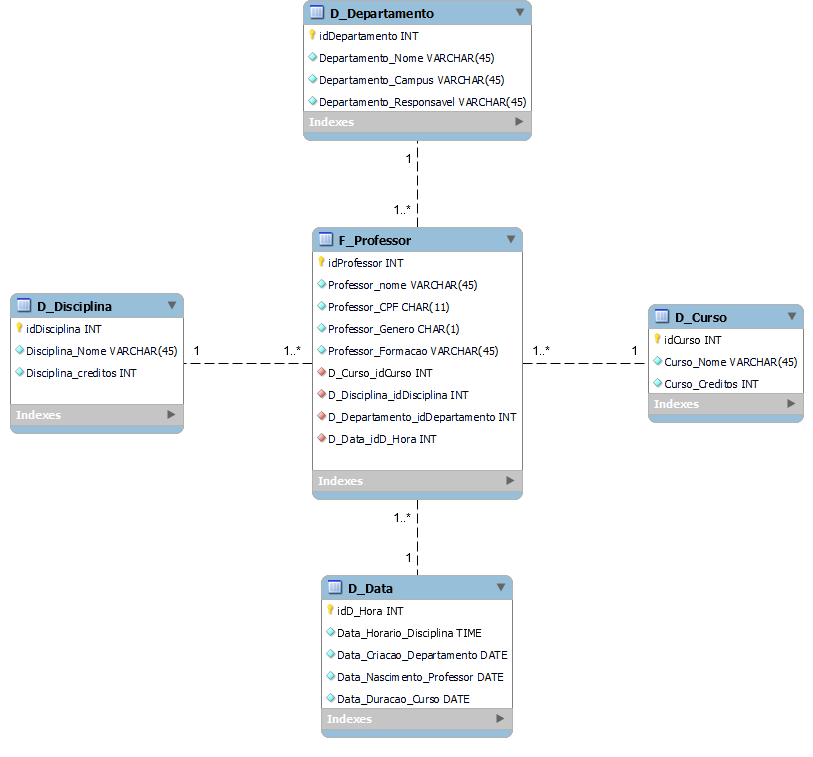 D_Departamento
idDepartamento INT
Departamento_Nome VARCHAR(45)
Departamento_Campus VARCHAR(45)
Departamento_Responsavel VARCHAR(45)
Indexes
1
1..*
F_Professor
idProfessor INT
Professor_nome VARCHAR(45)
Professor_CPF CHAR(11)
Professor_Genero CHAR(1)
Professor_Formacao VARCHAR(45)
D_Curso_idCurso INT
D_Disciplina_idDisciplina INT
D_Departamento_idDepartamento INT
D_Data_idD_Hora INT
Indexes
D_Disciplina
idDisciplina INT
Disciplina_Nome VARCHAR(45)
Disciplina_creditos INT
Indexes
1
1..*
1..*
1
D_Curso
idCurso INT
Curso_Nome VARCHAR(45)
Curso_Creditos INT
Indexes
1..*
1
D_Data
idD_Hora INT
Data_Horario_Disciplina TIME
Data_Criacao_Departamento DATE
Data_Nascimento_Professor DATE
Data_Duracao_Curso DATE
Indexes